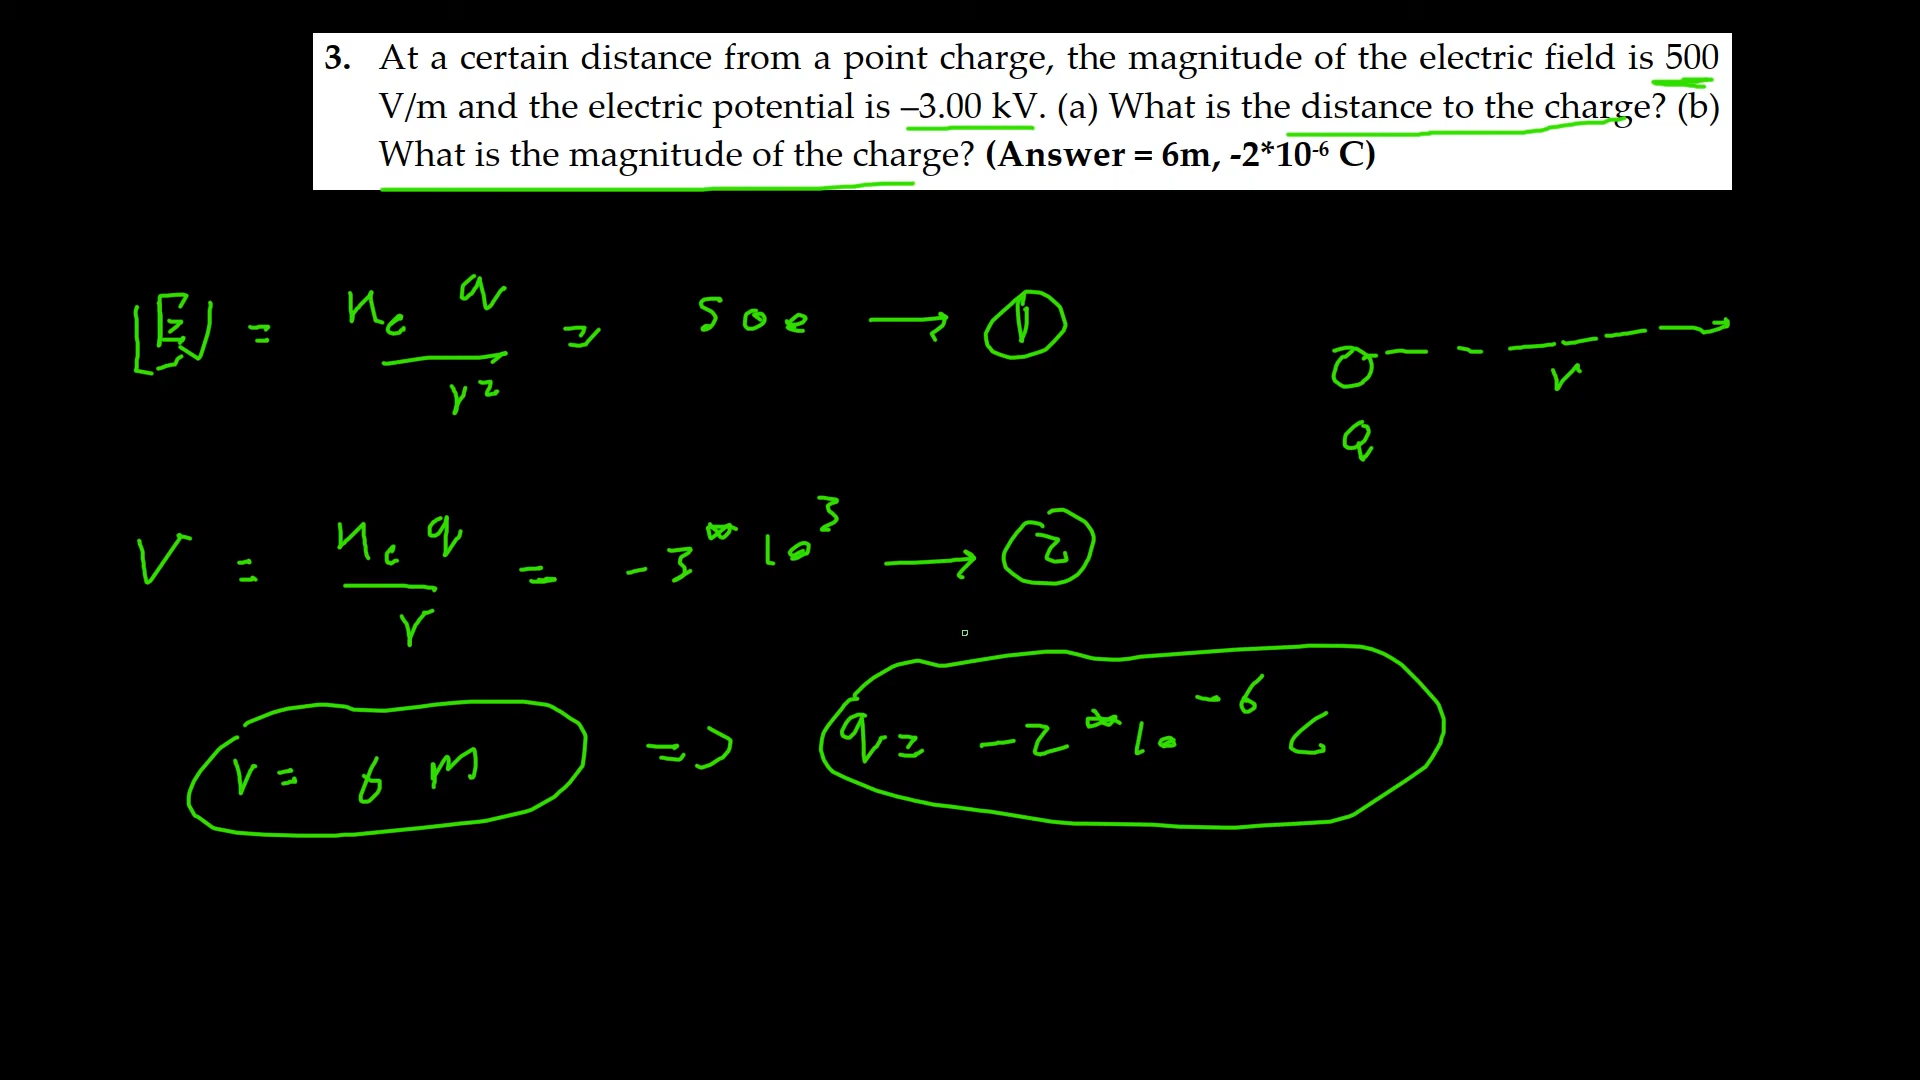 3. At a certain distance from a point charge, the magnitude of the electric field is 500
V/m and the electric potential is –3.00 kV. (a) What is the distance to the charge? (b)
What is the magnitude of the charge? (Answer = 6m, -2*10⁻⁶ C)
|E| = Ke q / r² = 500 → ①
r
Q
V = Ke q / r = -3 * 10³ → ②
r = 6 m => q = -2 * 10⁻⁶ C